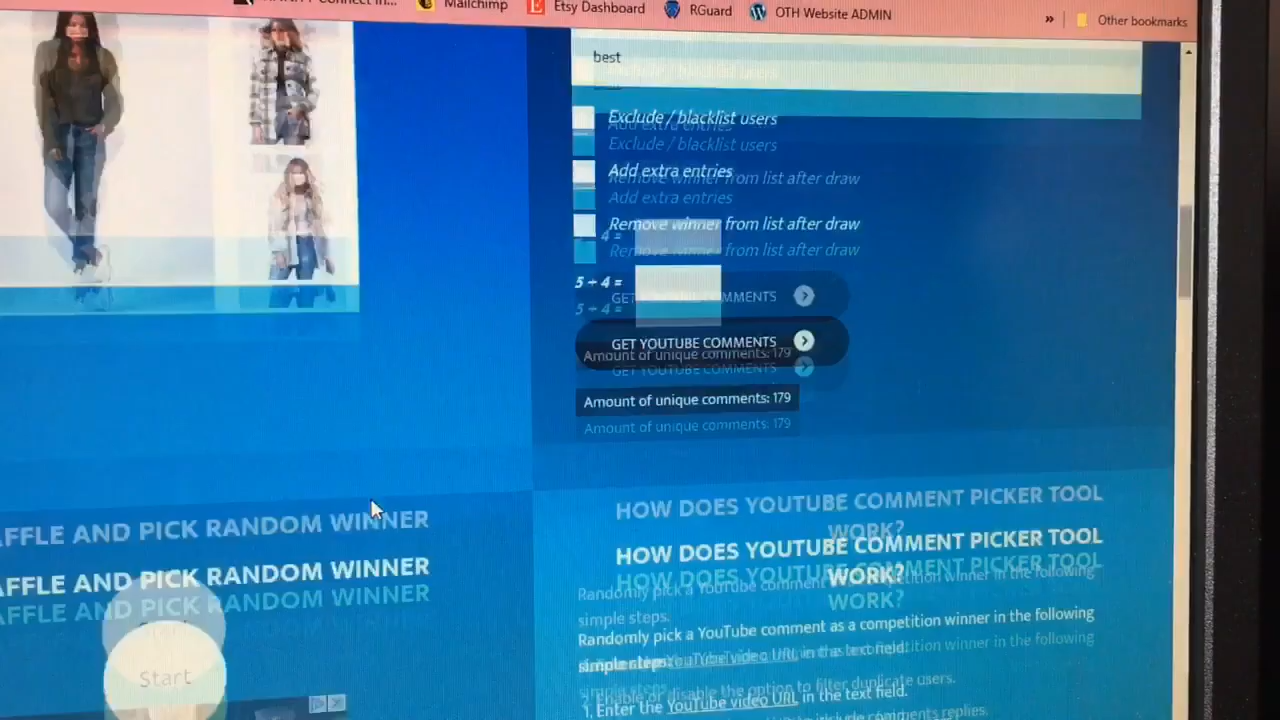 Mailchimp
Etsy Dashboard
RGuard
OTH Website ADMIN
»
Other bookmarks
best
Exclude / blacklist users
Add extra entries
Remove winner from list after draw
5 + 4 =
GET YOUTUBE COMMENTS
Amount of unique comments: 179
AFFLE AND PICK RANDOM WINNER
Start
HOW DOES YOUTUBE COMMENT PICKER TOOL
WORK?
Randomly pick a YouTube comment as a competition winner in the following
simple steps.
1. Enter the YouTube video URL in the text field.